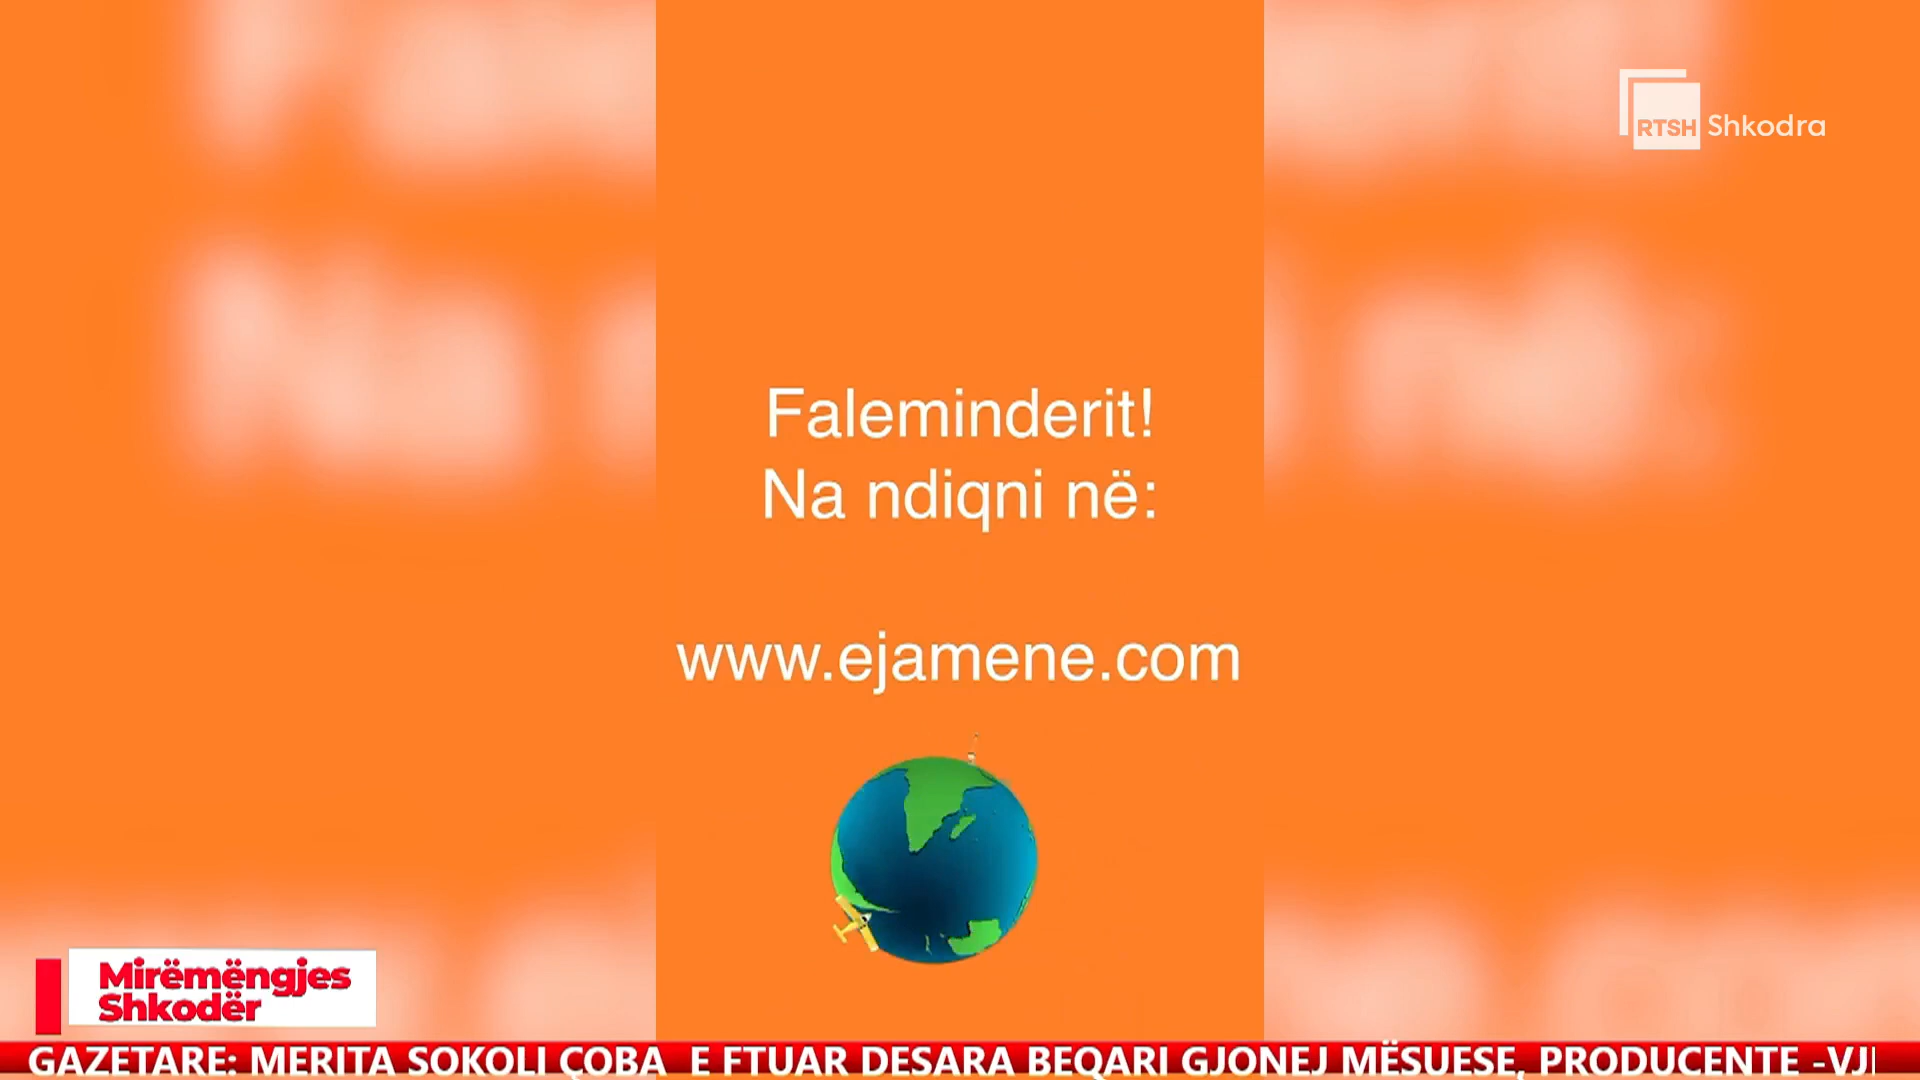 RTSH Shkodra
Faleminderit!
Na ndiqni në:
www.ejamene.com
Mirëmëngjes
Shkodër
GAZETARE: MERITA SOKOLI ÇOBA E FTUAR DESARA BEQARI GJONEJ MËSUESE, PRODUCENTE -VJ